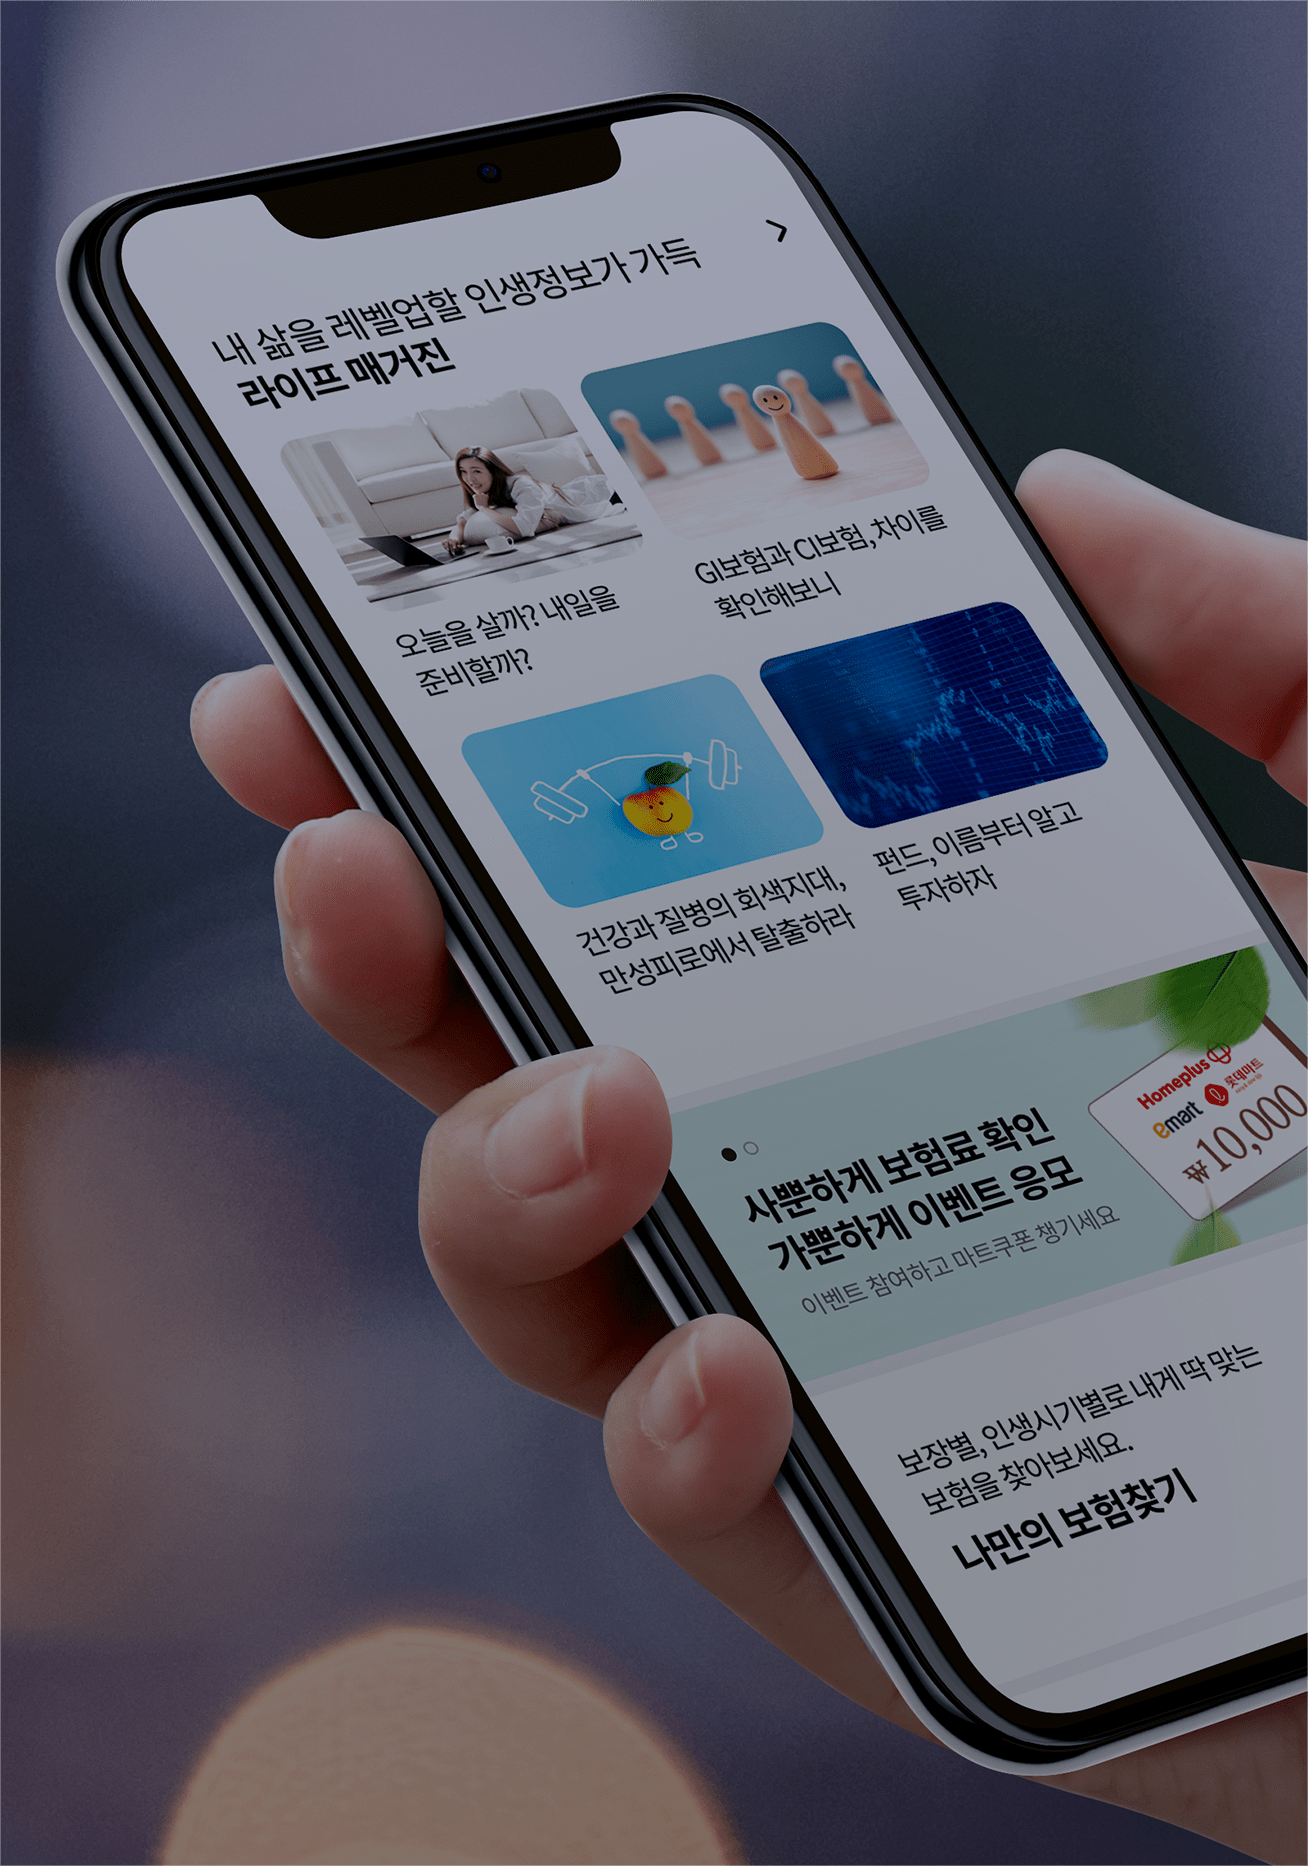 내 삶을 레벨업할 인생정보가 가득
라이프 매거진
오늘을 살까? 내일을
준비할까?
GI보험과 CI보험, 차이를
확인해보니
건강과 질병의 회색지대,
만성피로에서 탈출하라
펀드, 이름부터 알고
투자하자
사뿐하게 보험료 확인
가뿐하게 이벤트 응모
이벤트 참여하고 마트쿠폰 챙기세요
Homeplus
emart
롯데마트
₩10,000
보장별, 인생시기별로 내게 딱 맞는
보험을 찾아보세요.
나만의 보험찾기